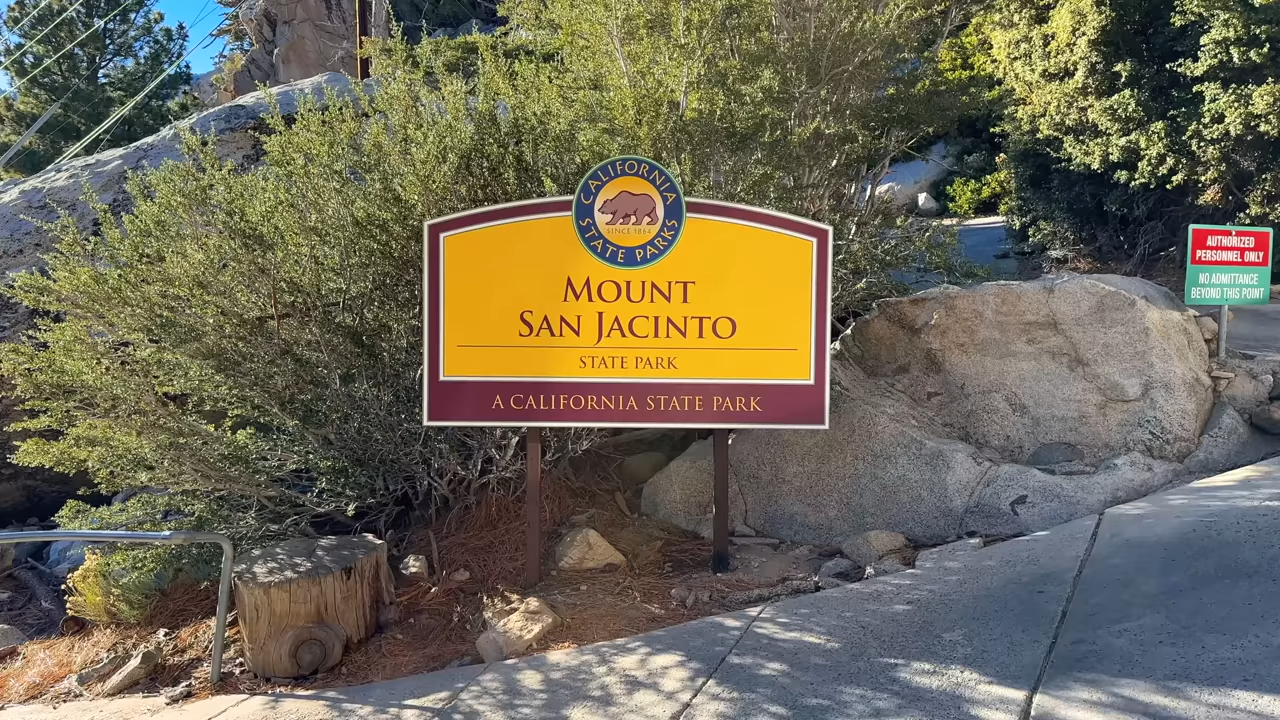 CALIFORNIA
SINCE 1864
STATE PARKS
MOUNT
SAN JACINTO
STATE PARK
A CALIFORNIA STATE PARK
AUTHORIZED
PERSONNEL ONLY
NO ADMITTANCE
BEYOND THIS POINT